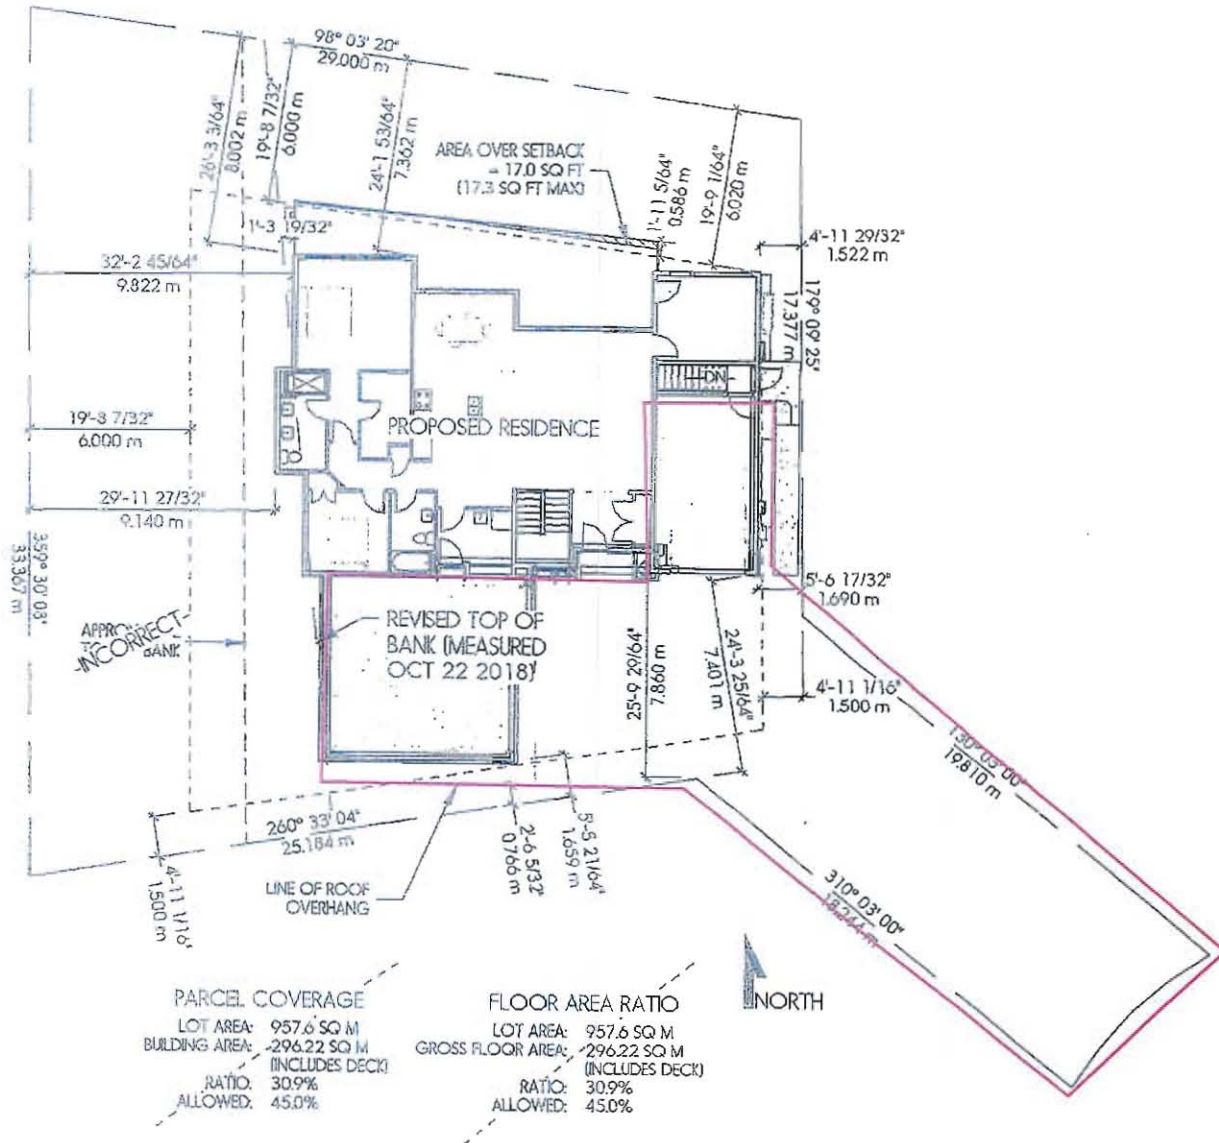 98° 03' 20"
29.000 m
26'-3 3/64"
8.002 m
19'-8 7/32"
6.000 m
24'-1 53/64"
7.362 m
AREA OVER SETBACK
= 17.0 SQ FT
(17.3 SQ FT MAX)
1'-11 5/64"
0.586 m
19'-9 1/64"
6.020 m
1'-3 19/32"
4'-11 29/32"
1.522 m
32'-2 45/64"
9.822 m
179° 09' 25"
17.377 m
DN
19'-8 7/32"
6.000 m
PROPOSED RESIDENCE
29'-11 27/32"
9.140 m
359° 30' 08"
33.367 m
INCORRECT
BANK
REVISED TOP OF
BANK (MEASURED
OCT 22 2018)
5'-6 17/32"
1.690 m
25'-9 29/64"
7.860 m
24'-3 25/64"
7.401 m
4'-11 1/16"
1.500 m
130° 03' 00"
19.810 m
260° 33' 04"
25.184 m
4'-11 1/16"
1.500 m
2'-6 5/32"
0.766 m
5'-5 21/64"
1.659 m
LINE OF ROOF
OVERHANG
310° 03' 00"
18.244 m
NORTH
PARCEL COVERAGE
LOT AREA: 957.6 SQ M
BUILDING AREA: 296.22 SQ M
(INCLUDES DECK)
RATIO: 30.9%
ALLOWED: 45.0%
FLOOR AREA RATIO
LOT AREA: 957.6 SQ M
GROSS FLOOR AREA: 296.22 SQ M
(INCLUDES DECK)
RATIO: 30.9%
ALLOWED: 45.0%